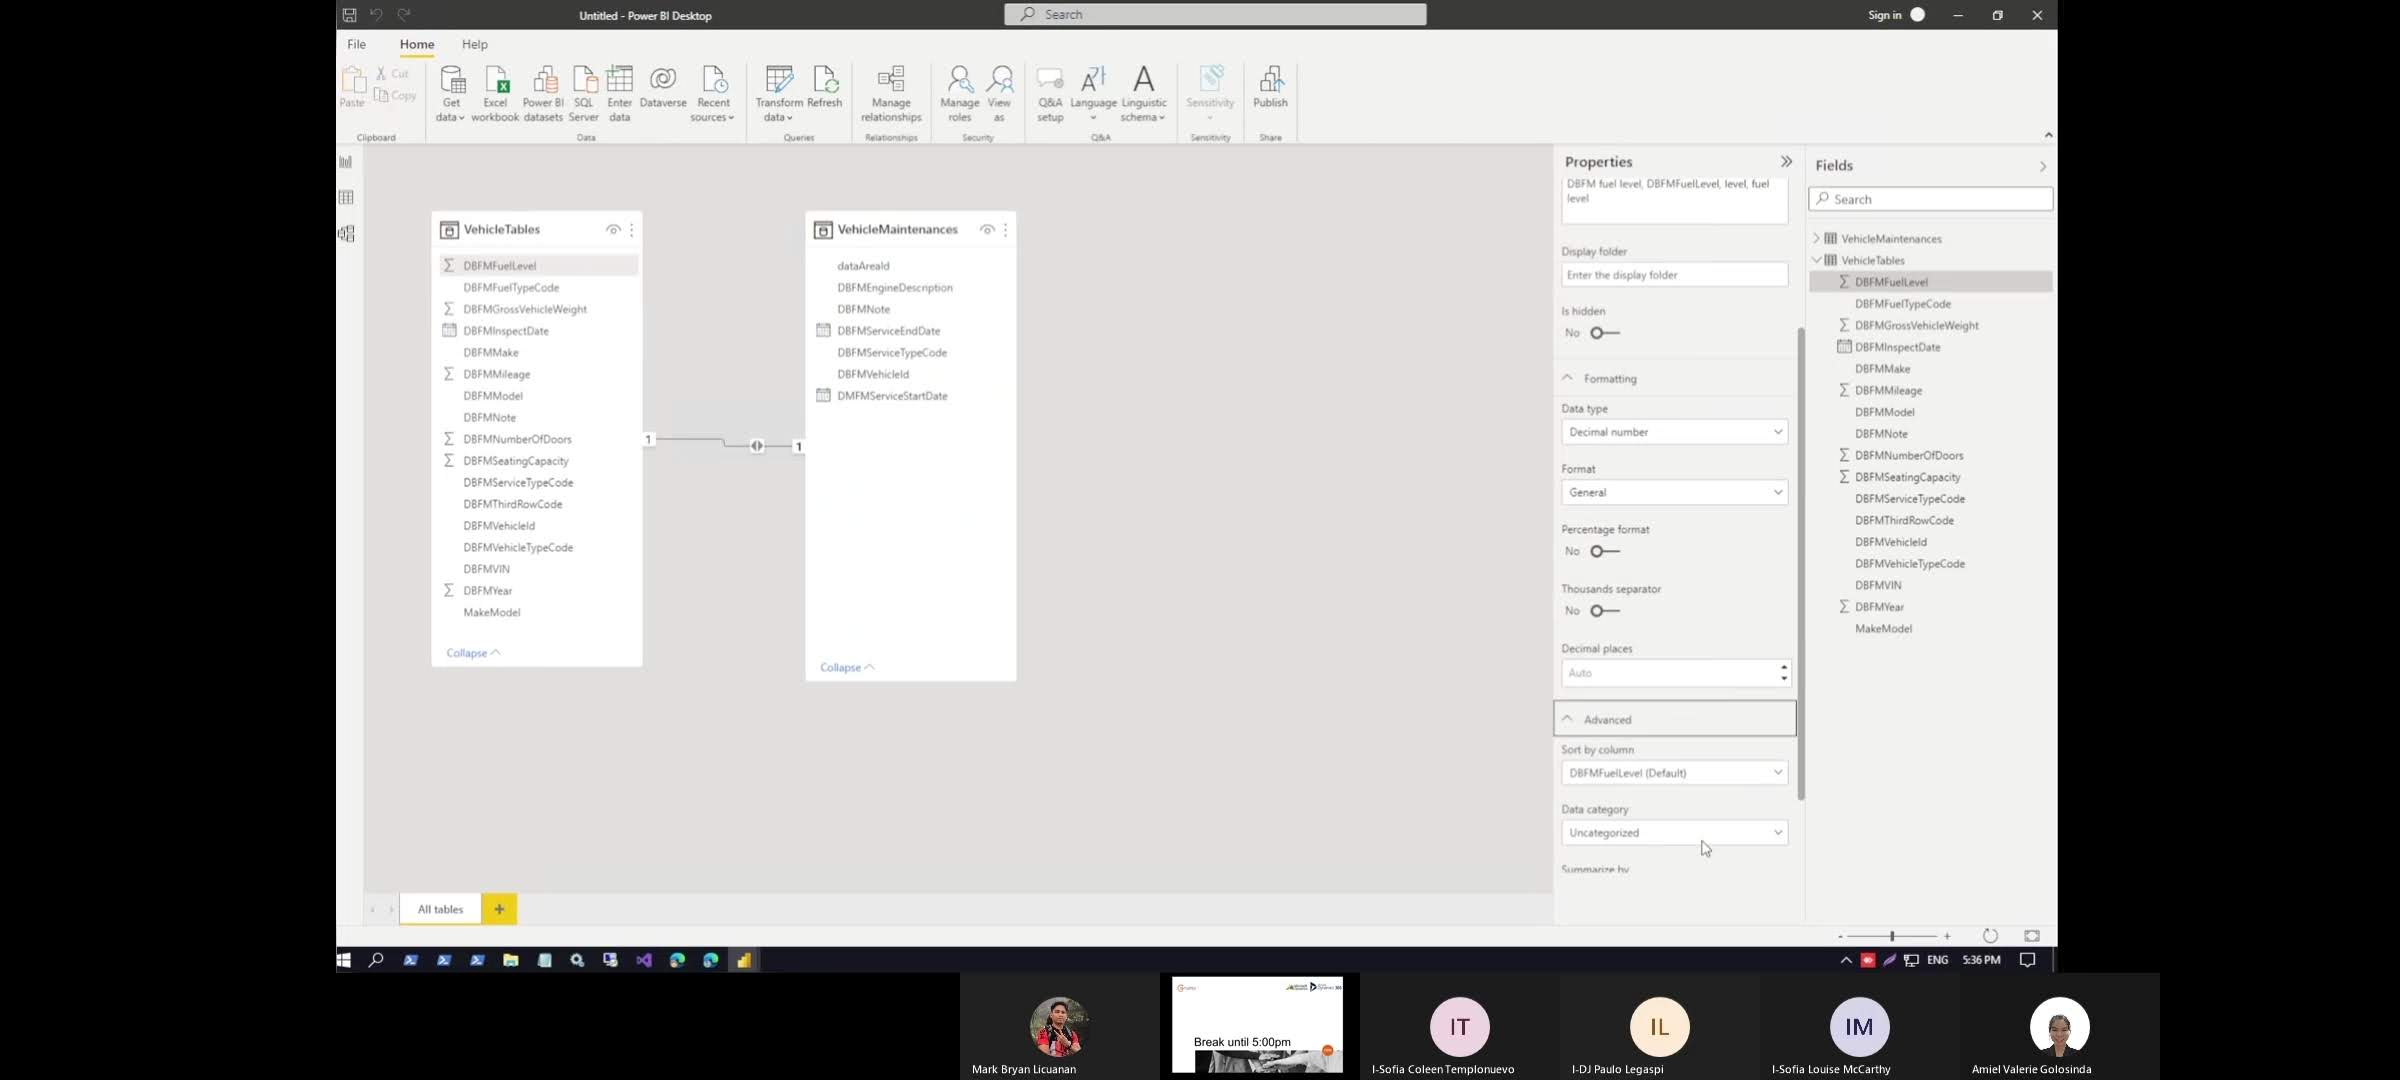 Untitled - Power BI Desktop
Search
Sign in
File
Home
Help
Paste
Cut
Copy
Get data
Excel workbook
Power BI datasets
SQL Server
Enter data
Dataverse
Recent sources
Transform data
Refresh
Manage relationships
Manage roles
View as
Q&A setup
Language
Linguistic schema
Sensitivity
Publish
Clipboard
Data
Queries
Relationships
Security
Q&A
Sensitivity
Share
VehicleTables
DBFMFuelLevel
DBFMFuelTypeCode
DBFMGrossVehicleWeight
DBFMInspectDate
DBFMMake
DBFMMileage
DBFMModel
DBFMNote
DBFMNumberOfDoors
DBFMSeatingCapacity
DBFMServiceTypeCode
DBFMThirdRowCode
DBFMVehicleId
DBFMVehicleTypeCode
DBFMVIN
DBFMYear
MakeModel
Collapse
1
1
VehicleMaintenances
dataAreaId
DBFMEngineDescription
DBFMNote
DBFMServiceEndDate
DBFMServiceTypeCode
DBFMVehicleId
DMFMServiceStartDate
Collapse
Properties
DBFM fuel level, DBFMFuelLevel, level, fuel
level
Display folder
Enter the display folder
Is hidden
No
Formatting
Data type
Decimal number
Format
General
Percentage format
No
Thousands separator
No
Decimal places
Auto
Advanced
Sort by column
DBFMFuelLevel (Default)
Data category
Uncategorized
Summarize by
Fields
Search
VehicleMaintenances
VehicleTables
DBFMFuelLevel
DBFMFuelTypeCode
DBFMGrossVehicleWeight
DBFMInspectDate
DBFMMake
DBFMMileage
DBFMModel
DBFMNote
DBFMNumberOfDoors
DBFMSeatingCapacity
DBFMServiceTypeCode
DBFMThirdRowCode
DBFMVehicleId
DBFMVehicleTypeCode
DBFMVIN
DBFMYear
MakeModel
All tables
+
- +
ENG
5:36 PM
Mark Bryan Licuanan
Break until 5:00pm
IT
I-Sofia Coleen Templonuevo
IL
I-DJ Paulo Legaspi
IM
I-Sofia Louise McCarthy
Amiel Valerie Golosinda